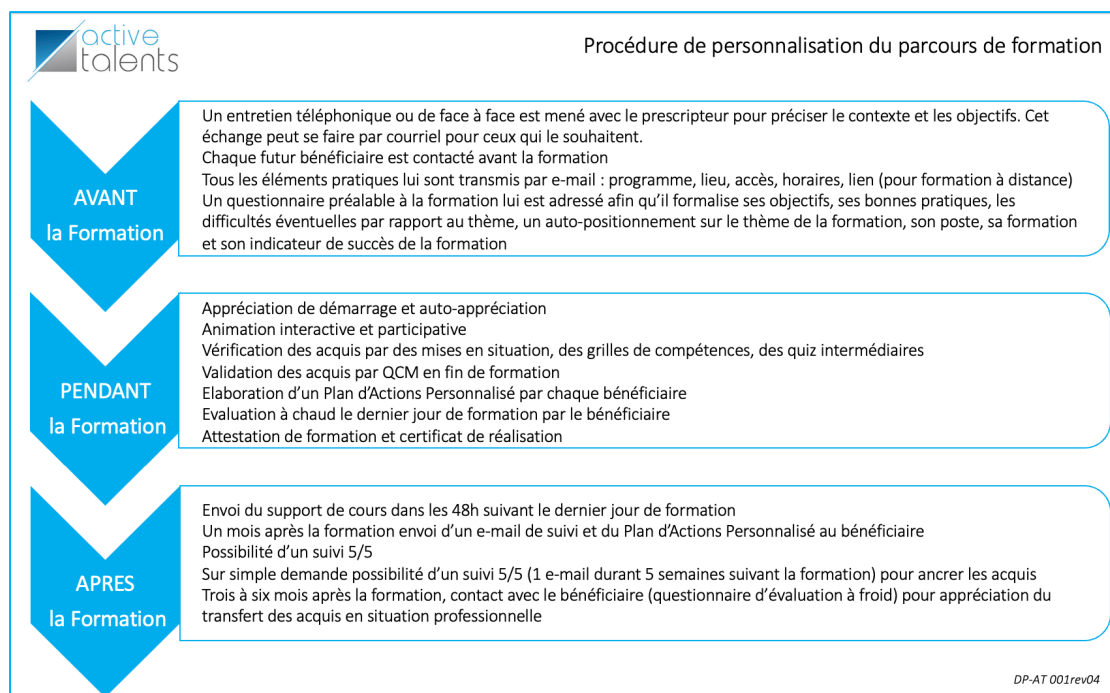 active
talents
Procédure de personnalisation du parcours de formation
AVANT
la Formation
Un entretien téléphonique ou de face à face est mené avec le prescripteur pour préciser le contexte et les objectifs. Cet
échange peut se faire par courriel pour ceux qui le souhaitent.
Chaque futur bénéficiaire est contacté avant la formation
Tous les éléments pratiques lui sont transmis par e-mail : programme, lieu, accès, horaires, lien (pour formation à distance)
Un questionnaire préalable à la formation lui est adressé afin qu'il formalise ses objectifs, ses bonnes pratiques, les
difficultés éventuelles par rapport au thème, un auto-positionnement sur le thème de la formation, son poste, sa formation
et son indicateur de succès de la formation
PENDANT
la Formation
Appréciation de démarrage et auto-appréciation
Animation interactive et participative
Vérification des acquis par des mises en situation, des grilles de compétences, des quiz intermédiaires
Validation des acquis par QCM en fin de formation
Elaboration d'un Plan d'Actions Personnalisé par chaque bénéficiaire
Evaluation à chaud le dernier jour de formation par le bénéficiaire
Attestation de formation et certificat de réalisation
APRES
la Formation
Envoi du support de cours dans les 48h suivant le dernier jour de formation
Un mois après la formation envoi d'un e-mail de suivi et du Plan d'Actions Personnalisé au bénéficiaire
Possibilité d'un suivi 5/5
Sur simple demande possibilité d'un suivi 5/5 (1 e-mail durant 5 semaines suivant la formation) pour ancrer les acquis
Trois à six mois après la formation, contact avec le bénéficiaire (questionnaire d'évaluation à froid) pour appréciation du
transfert des acquis en situation professionnelle
DP-AT 001rev04